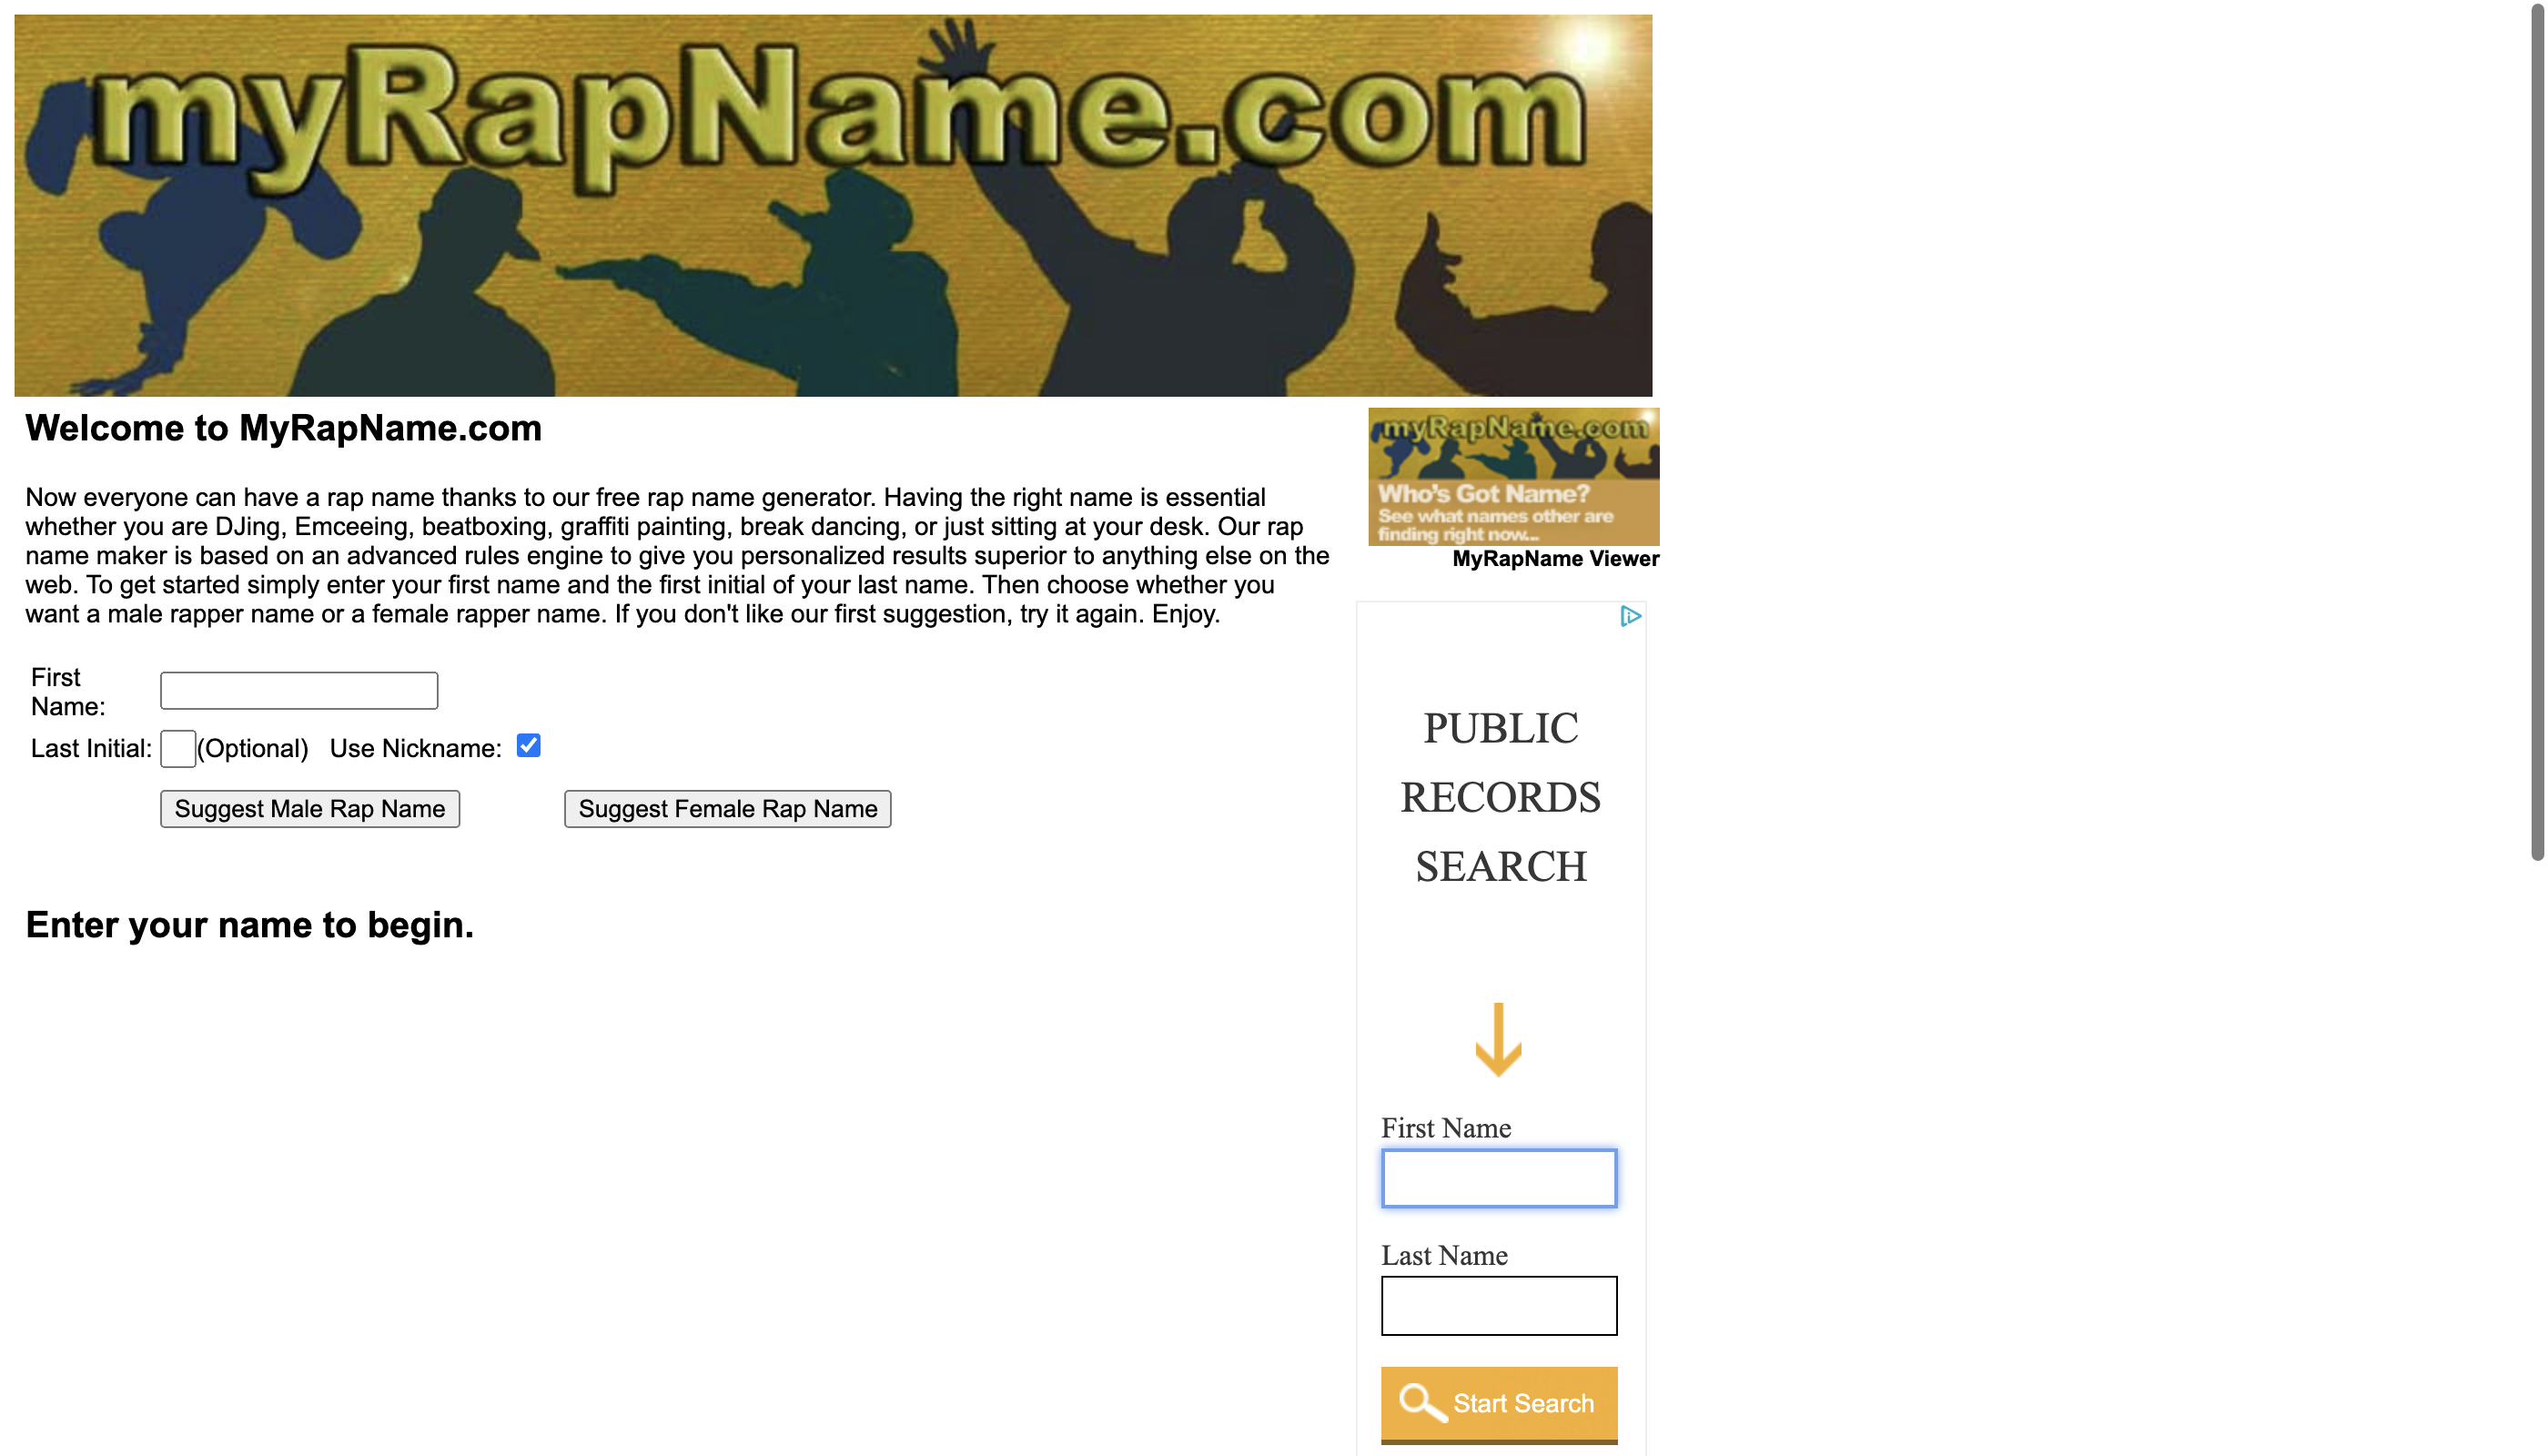 myRapName.com
Welcome to MyRapName.com
Now everyone can have a rap name thanks to our free rap name generator. Having the right name is essential
whether you are DJing, Emceeing, beatboxing, graffiti painting, break dancing, or just sitting at your desk. Our rap
name maker is based on an advanced rules engine to give you personalized results superior to anything else on the
web. To get started simply enter your first name and the first initial of your last name. Then choose whether you
want a male rapper name or a female rapper name. If you don't like our first suggestion, try it again. Enjoy.
First
Name:
Last Initial: (Optional) Use Nickname:
Suggest Male Rap Name Suggest Female Rap Name
Enter your name to begin.
myRapName.com
Who's Got Name?
See what names other are
finding right now...
MyRapName Viewer
PUBLIC
RECORDS
SEARCH
First Name
Last Name
Start Search